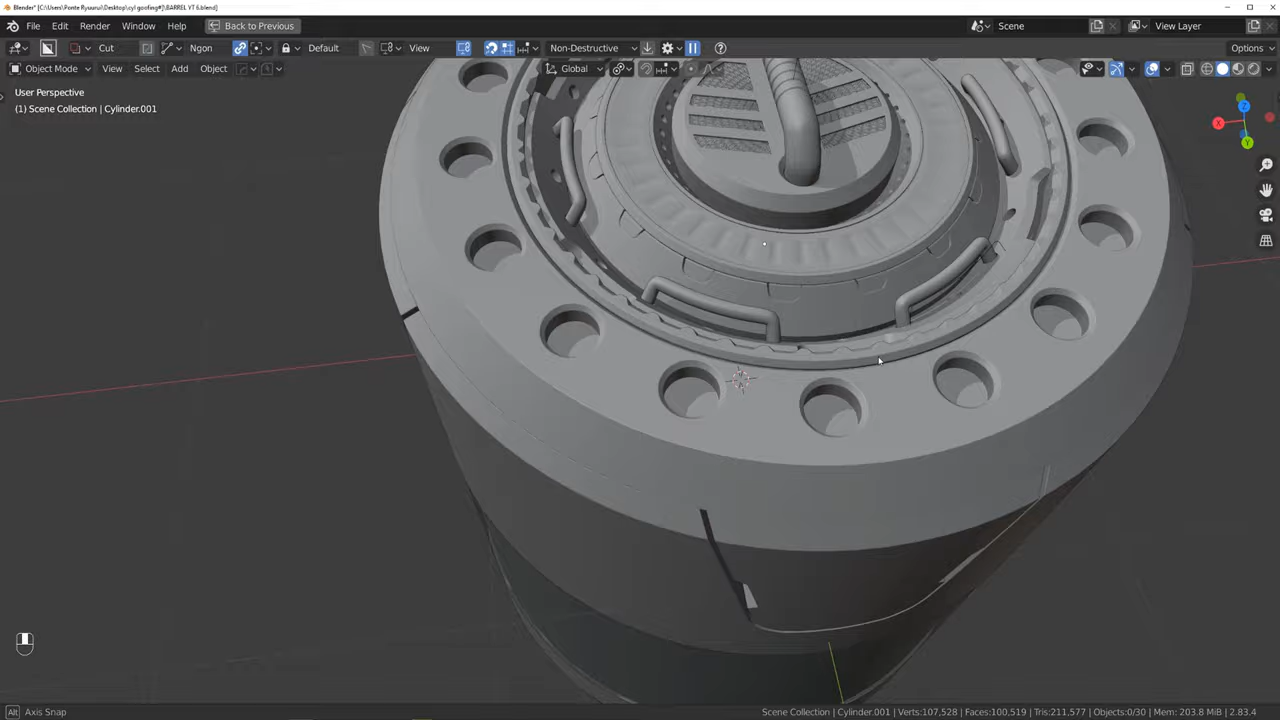 Blender* [C:\Users\Ponte Ryuurui\Desktop\cyl goofing#]\BARREL YT 6.blend]
File Edit Render Window Help Back to Previous Scene View Layer
Cut Ngon Default View Non-Destructive Options
Object Mode View Select Add Object Global
User Perspective
(1) Scene Collection | Cylinder.001
Z
X
Y
Alt Axis Snap Scene Collection | Cylinder.001 | Verts:107,528 | Faces:100,519 | Tris:211,577 | Objects:0/30 | Mem: 203.8 MiB | 2.83.4